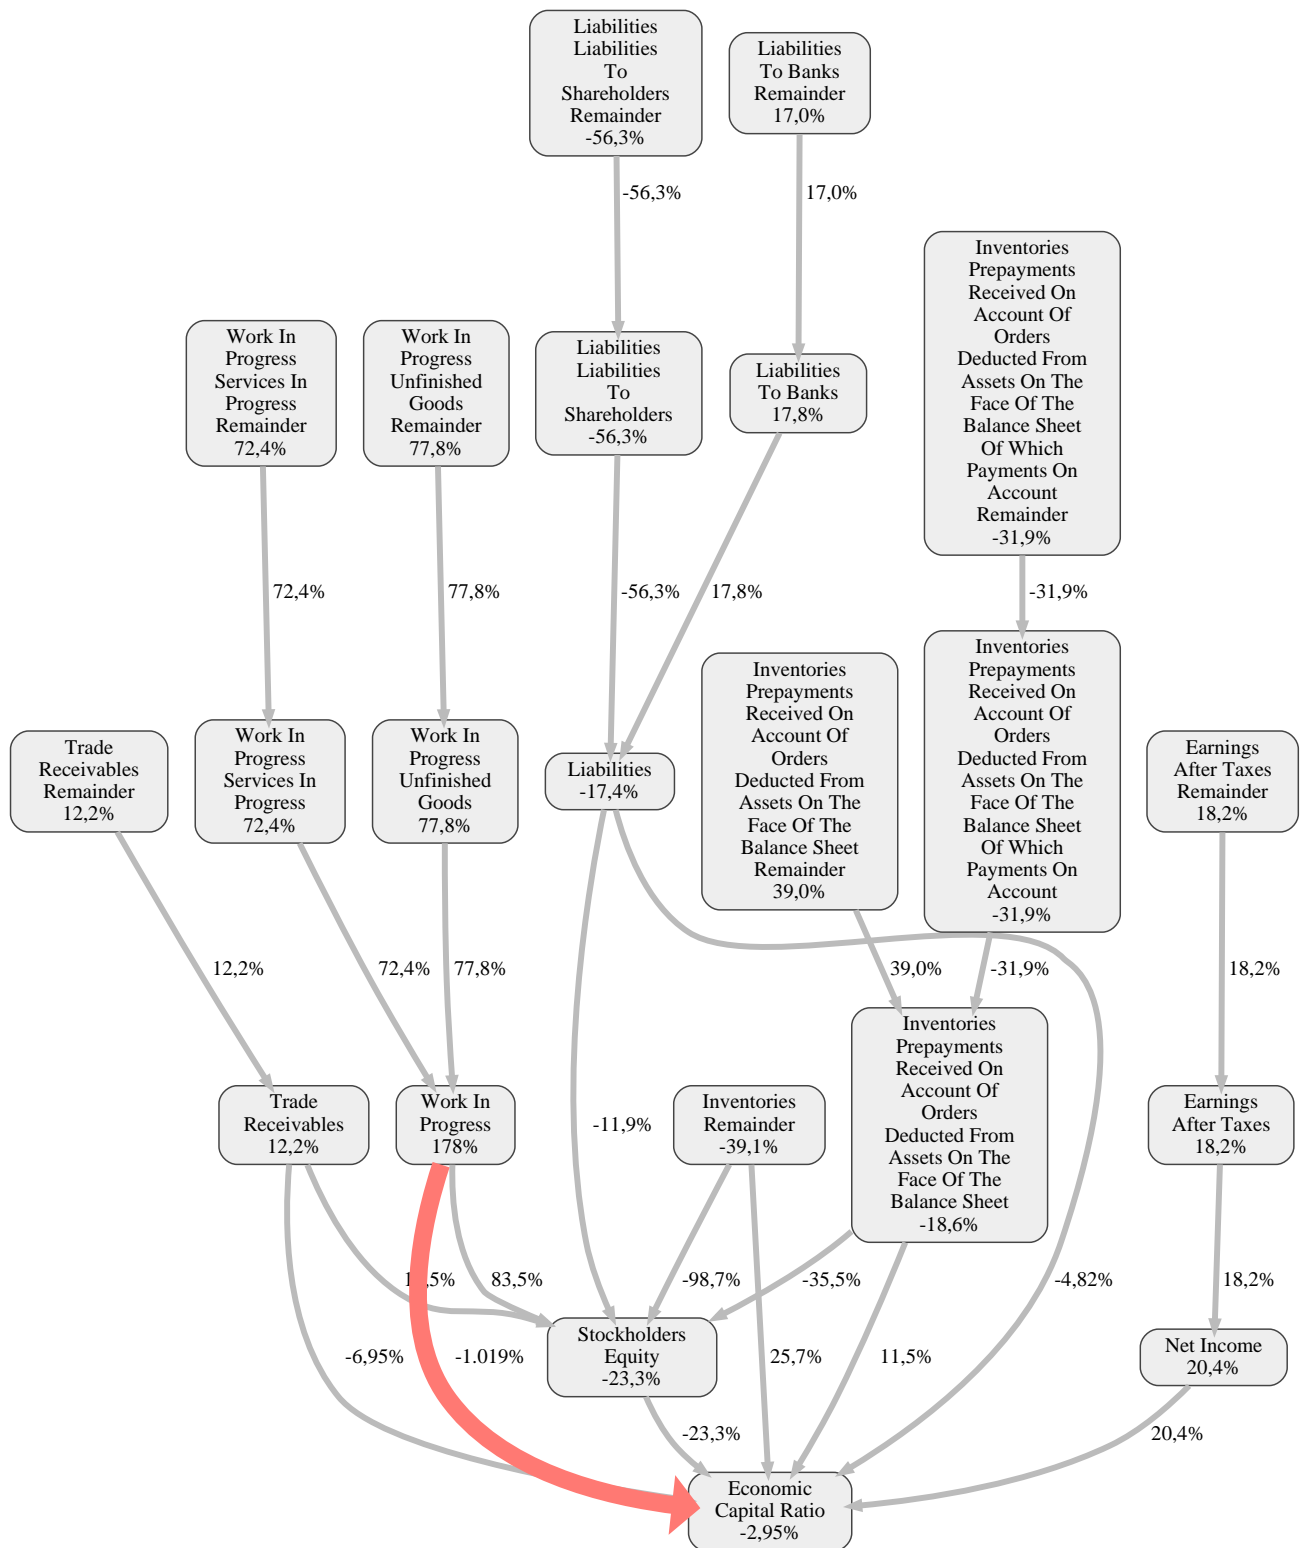 Liabilities
Liabilities
To
Shareholders
Remainder
-56,3%
Liabilities
To Banks
Remainder
17,0%
-56,3%
17,0%
Inventories
Prepayments
Received On
Account Of
Orders
Deducted From
Assets On The
Face Of The
Balance Sheet
Of Which
Payments On
Account
Remainder
-31,9%
Work In
Progress
Services In
Progress
Remainder
72,4%
Work In
Progress
Unfinished
Goods
Remainder
77,8%
Liabilities
Liabilities
To
Shareholders
-56,3%
Liabilities
To Banks
17,8%
72,4%
77,8%
-56,3%
17,8%
-31,9%
Trade
Receivables
Remainder
12,2%
Work In
Progress
Services In
Progress
72,4%
Work In
Progress
Unfinished
Goods
77,8%
Liabilities
-17,4%
Inventories
Prepayments
Received On
Account Of
Orders
Deducted From
Assets On The
Face Of The
Balance Sheet
Remainder
39,0%
Inventories
Prepayments
Received On
Account Of
Orders
Deducted From
Assets On The
Face Of The
Balance Sheet
Of Which
Payments On
Account
-31,9%
Earnings
After Taxes
Remainder
18,2%
12,2%
72,4%
77,8%
39,0%
-31,9%
18,2%
Trade
Receivables
12,2%
Work In
Progress
178%
-11,9%
Inventories
Remainder
-39,1%
Inventories
Prepayments
Received On
Account Of
Orders
Deducted From
Assets On The
Face Of The
Balance Sheet
-18,6%
Earnings
After Taxes
18,2%
83,5%
-98,7%
-35,5%
-4,82%
18,2%
Stockholders
Equity
-23,3%
Net Income
20,4%
-6,95%
-1.019%
25,7%
11,5%
-23,3%
20,4%
Economic
Capital Ratio
-2,95%